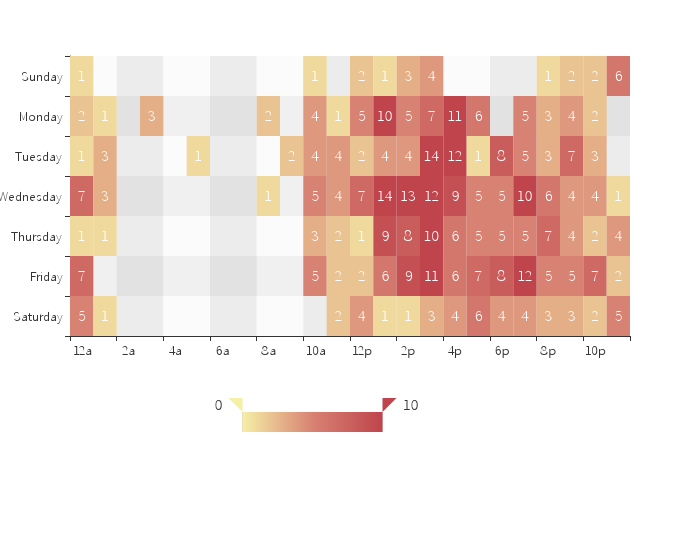 Sunday 1 1 2 1 3 4 1 2 2 6
Monday 2 1 3 2 4 1 5 10 5 7 11 6 5 3 4 2
Tuesday 1 3 1 2 4 4 2 4 4 14 12 1 8 5 3 7 3
Wednesday 7 3 1 5 4 7 14 13 12 9 5 5 10 6 4 4 1
Thursday 1 1 3 2 1 9 8 10 6 5 5 5 7 4 2 4
Friday 7 5 2 2 6 9 11 6 7 8 12 5 5 7 2
Saturday 5 1 2 4 1 1 3 4 6 4 4 3 3 2 5
12a 2a 4a 6a 8a 10a 12p 2p 4p 6p 8p 10p
0 10